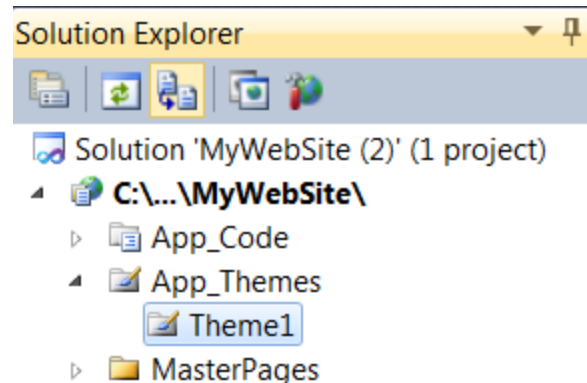 Solution Explorer
Solution 'MyWebSite (2)' (1 project)
C:\...\MyWebSite\
App_Code
App_Themes
Theme1
MasterPages